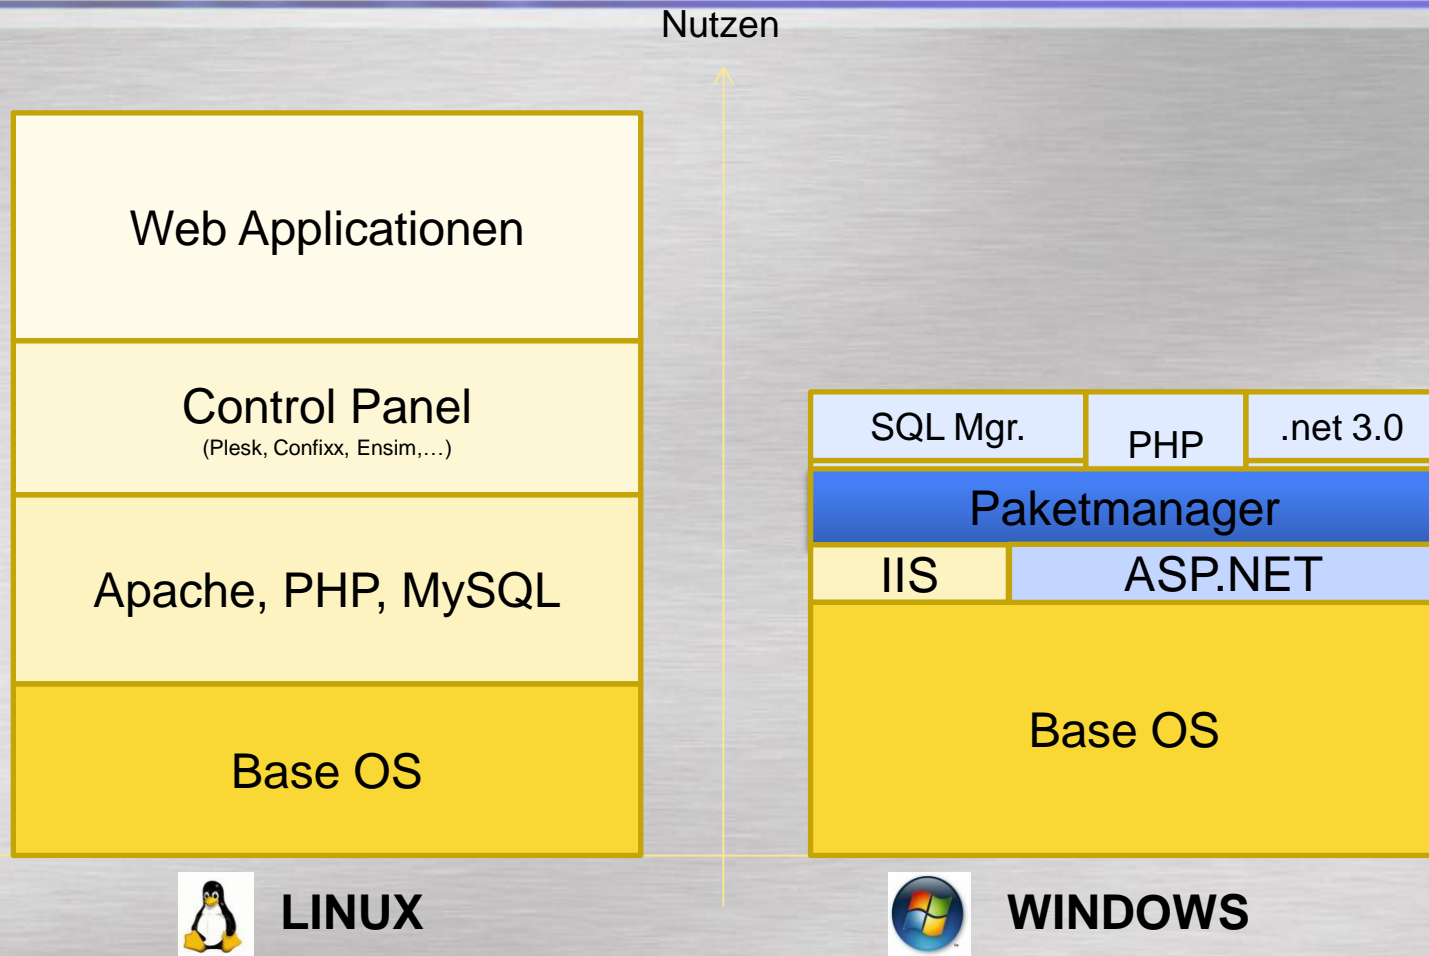 Nutzen
Web Applicationen
Control Panel
(Plesk, Confixx, Ensim,…)
Apache, PHP, MySQL
Base OS
LINUX
SQL Mgr.
PHP
.net 3.0
Paketmanager
IIS
ASP.NET
Base OS
WINDOWS